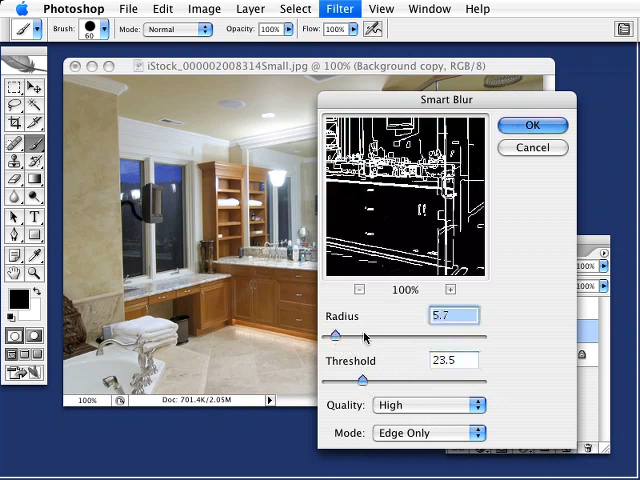 Photoshop File Edit Image Layer Select Filter View Window Help
Brush: 60 Mode: Normal Opacity: 100% Flow: 100%
iStock_000002008314Small.jpg @ 100% (Background copy, RGB/8)
Smart Blur
OK
Cancel
100%
Radius 5.7
Threshold 23.5
Quality: High
Mode: Edge Only
100%
100%
100% Doc: 701.4K/2.05M
T